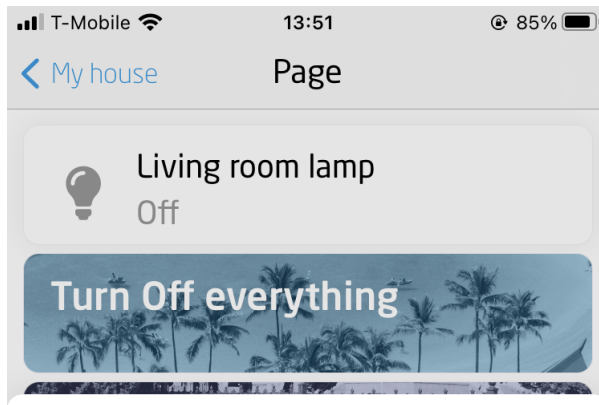 T-Mobile 13:51 85%
My house Page
Living room lamp
Off
Turn Off everything